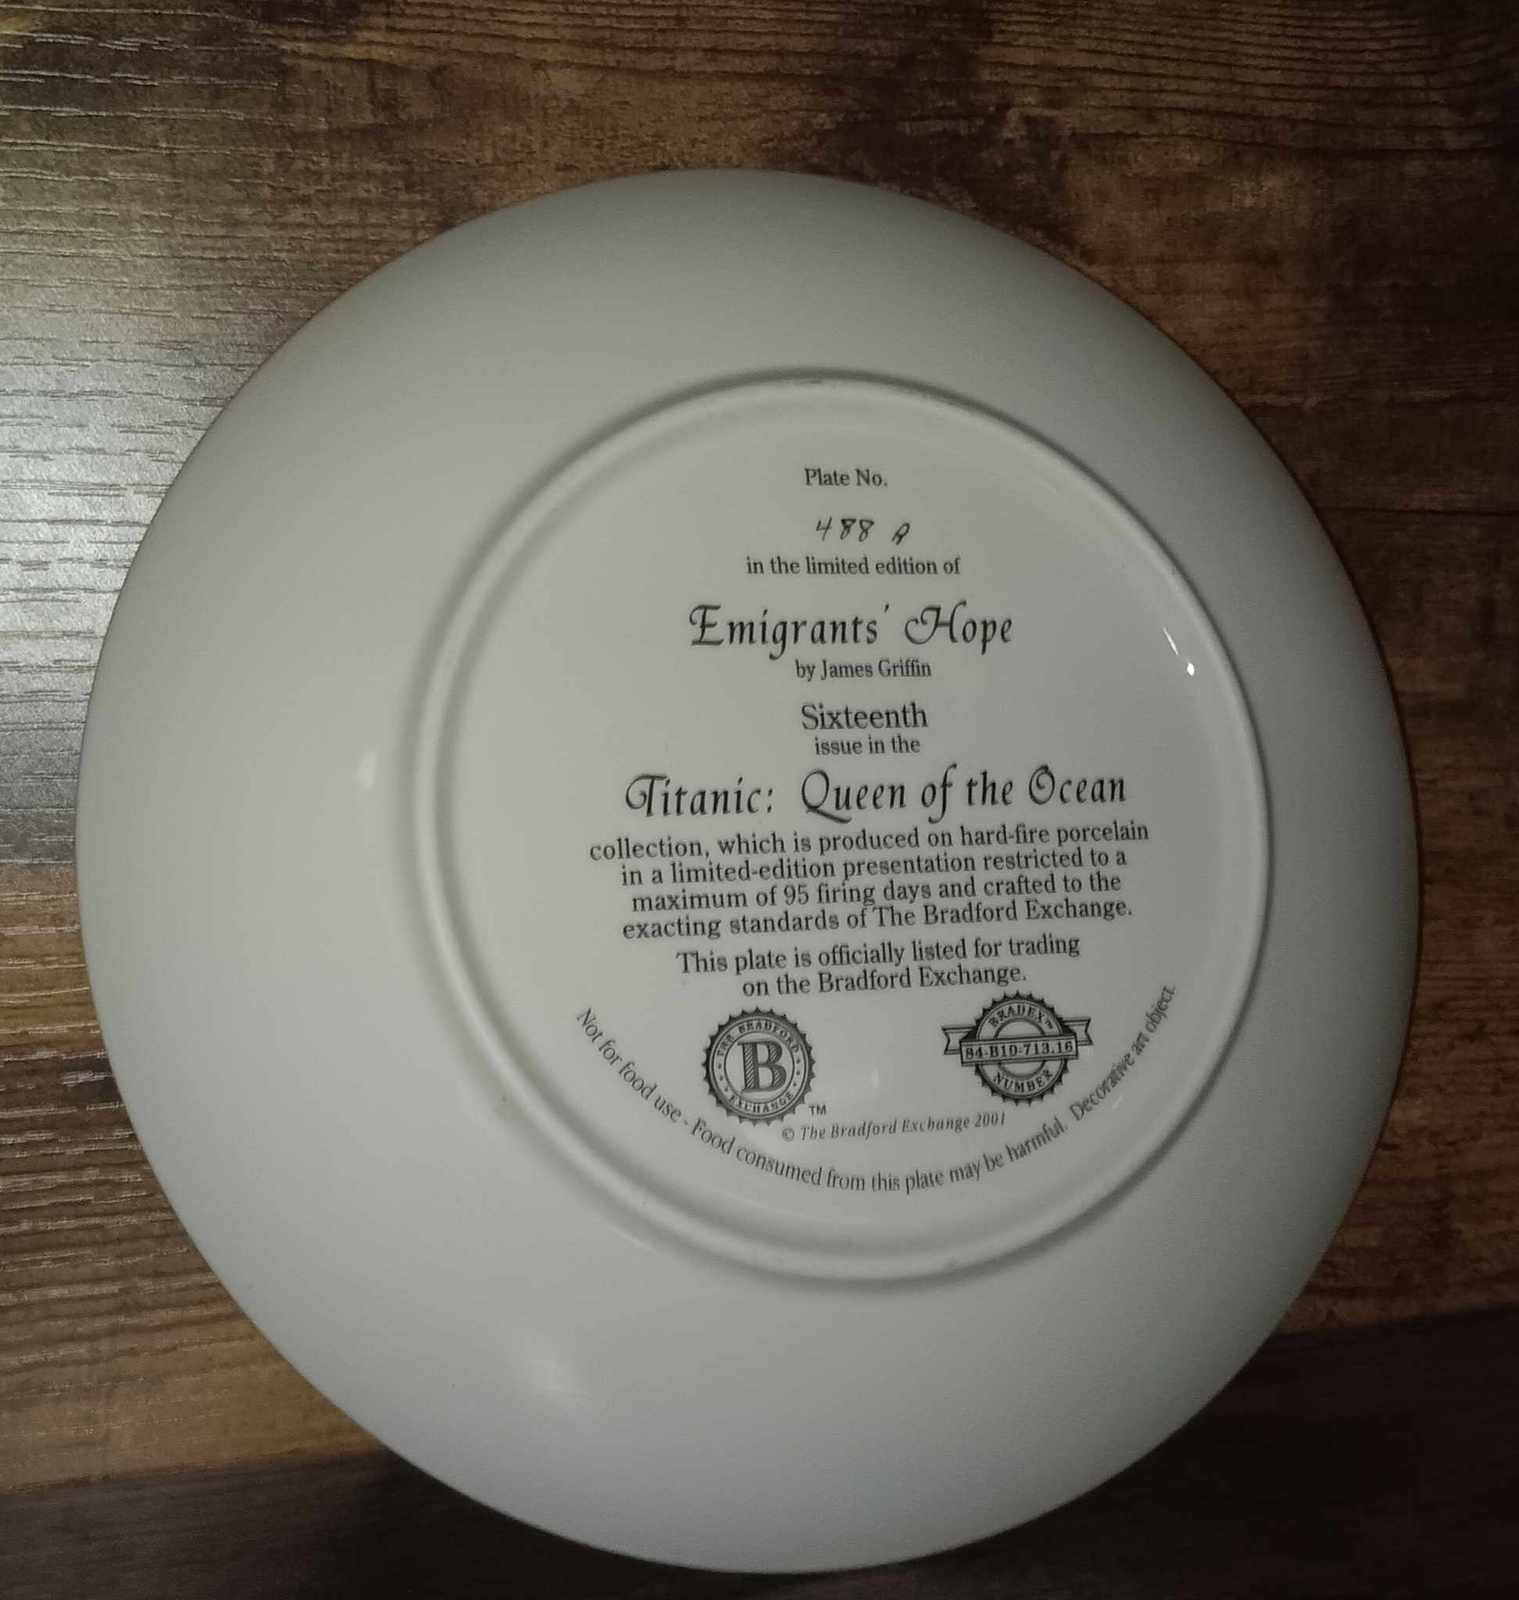 Plate No.
488 A
in the limited edition of
Emigrants' Hope
by James Griffin
Sixteenth
issue in the
Titanic: Queen of the Ocean
collection, which is produced on hard-fire porcelain
in a limited-edition presentation restricted to a
maximum of 95 firing days and crafted to the
exacting standards of The Bradford Exchange.
This plate is officially listed for trading
on the Bradford Exchange.
THE BRADFORD
B
EXCHANGE
TM
BRADEX™
84-B10-713.16
NUMBER
© The Bradford Exchange 2001
Not for food use - Food consumed from this plate may be harmful. Decorative art object.